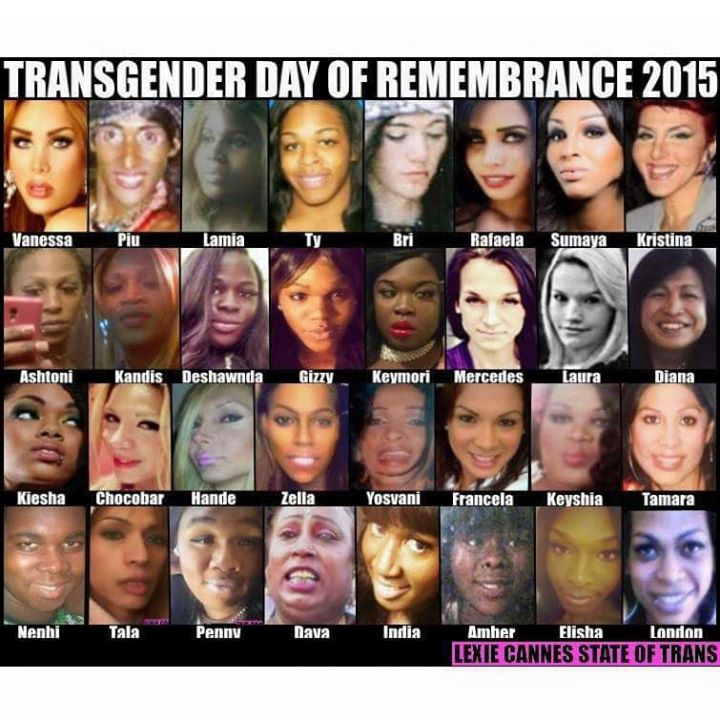 TRANSGENDER DAY OF REMEMBRANCE 2015
Vanessa Piu Lamia Ty Bri Rafaela Sumaya Kristina
Ashtoni Kandis Deshawnda Gizzy Keymori Mercedes Laura Diana
Kiesha Chocobar Hande Zella Yosvani Francela Keyshia Tamara
Nephi Tala Penny Daya India Amber Elisha London
LEXIE CANNES STATE OF TRANS